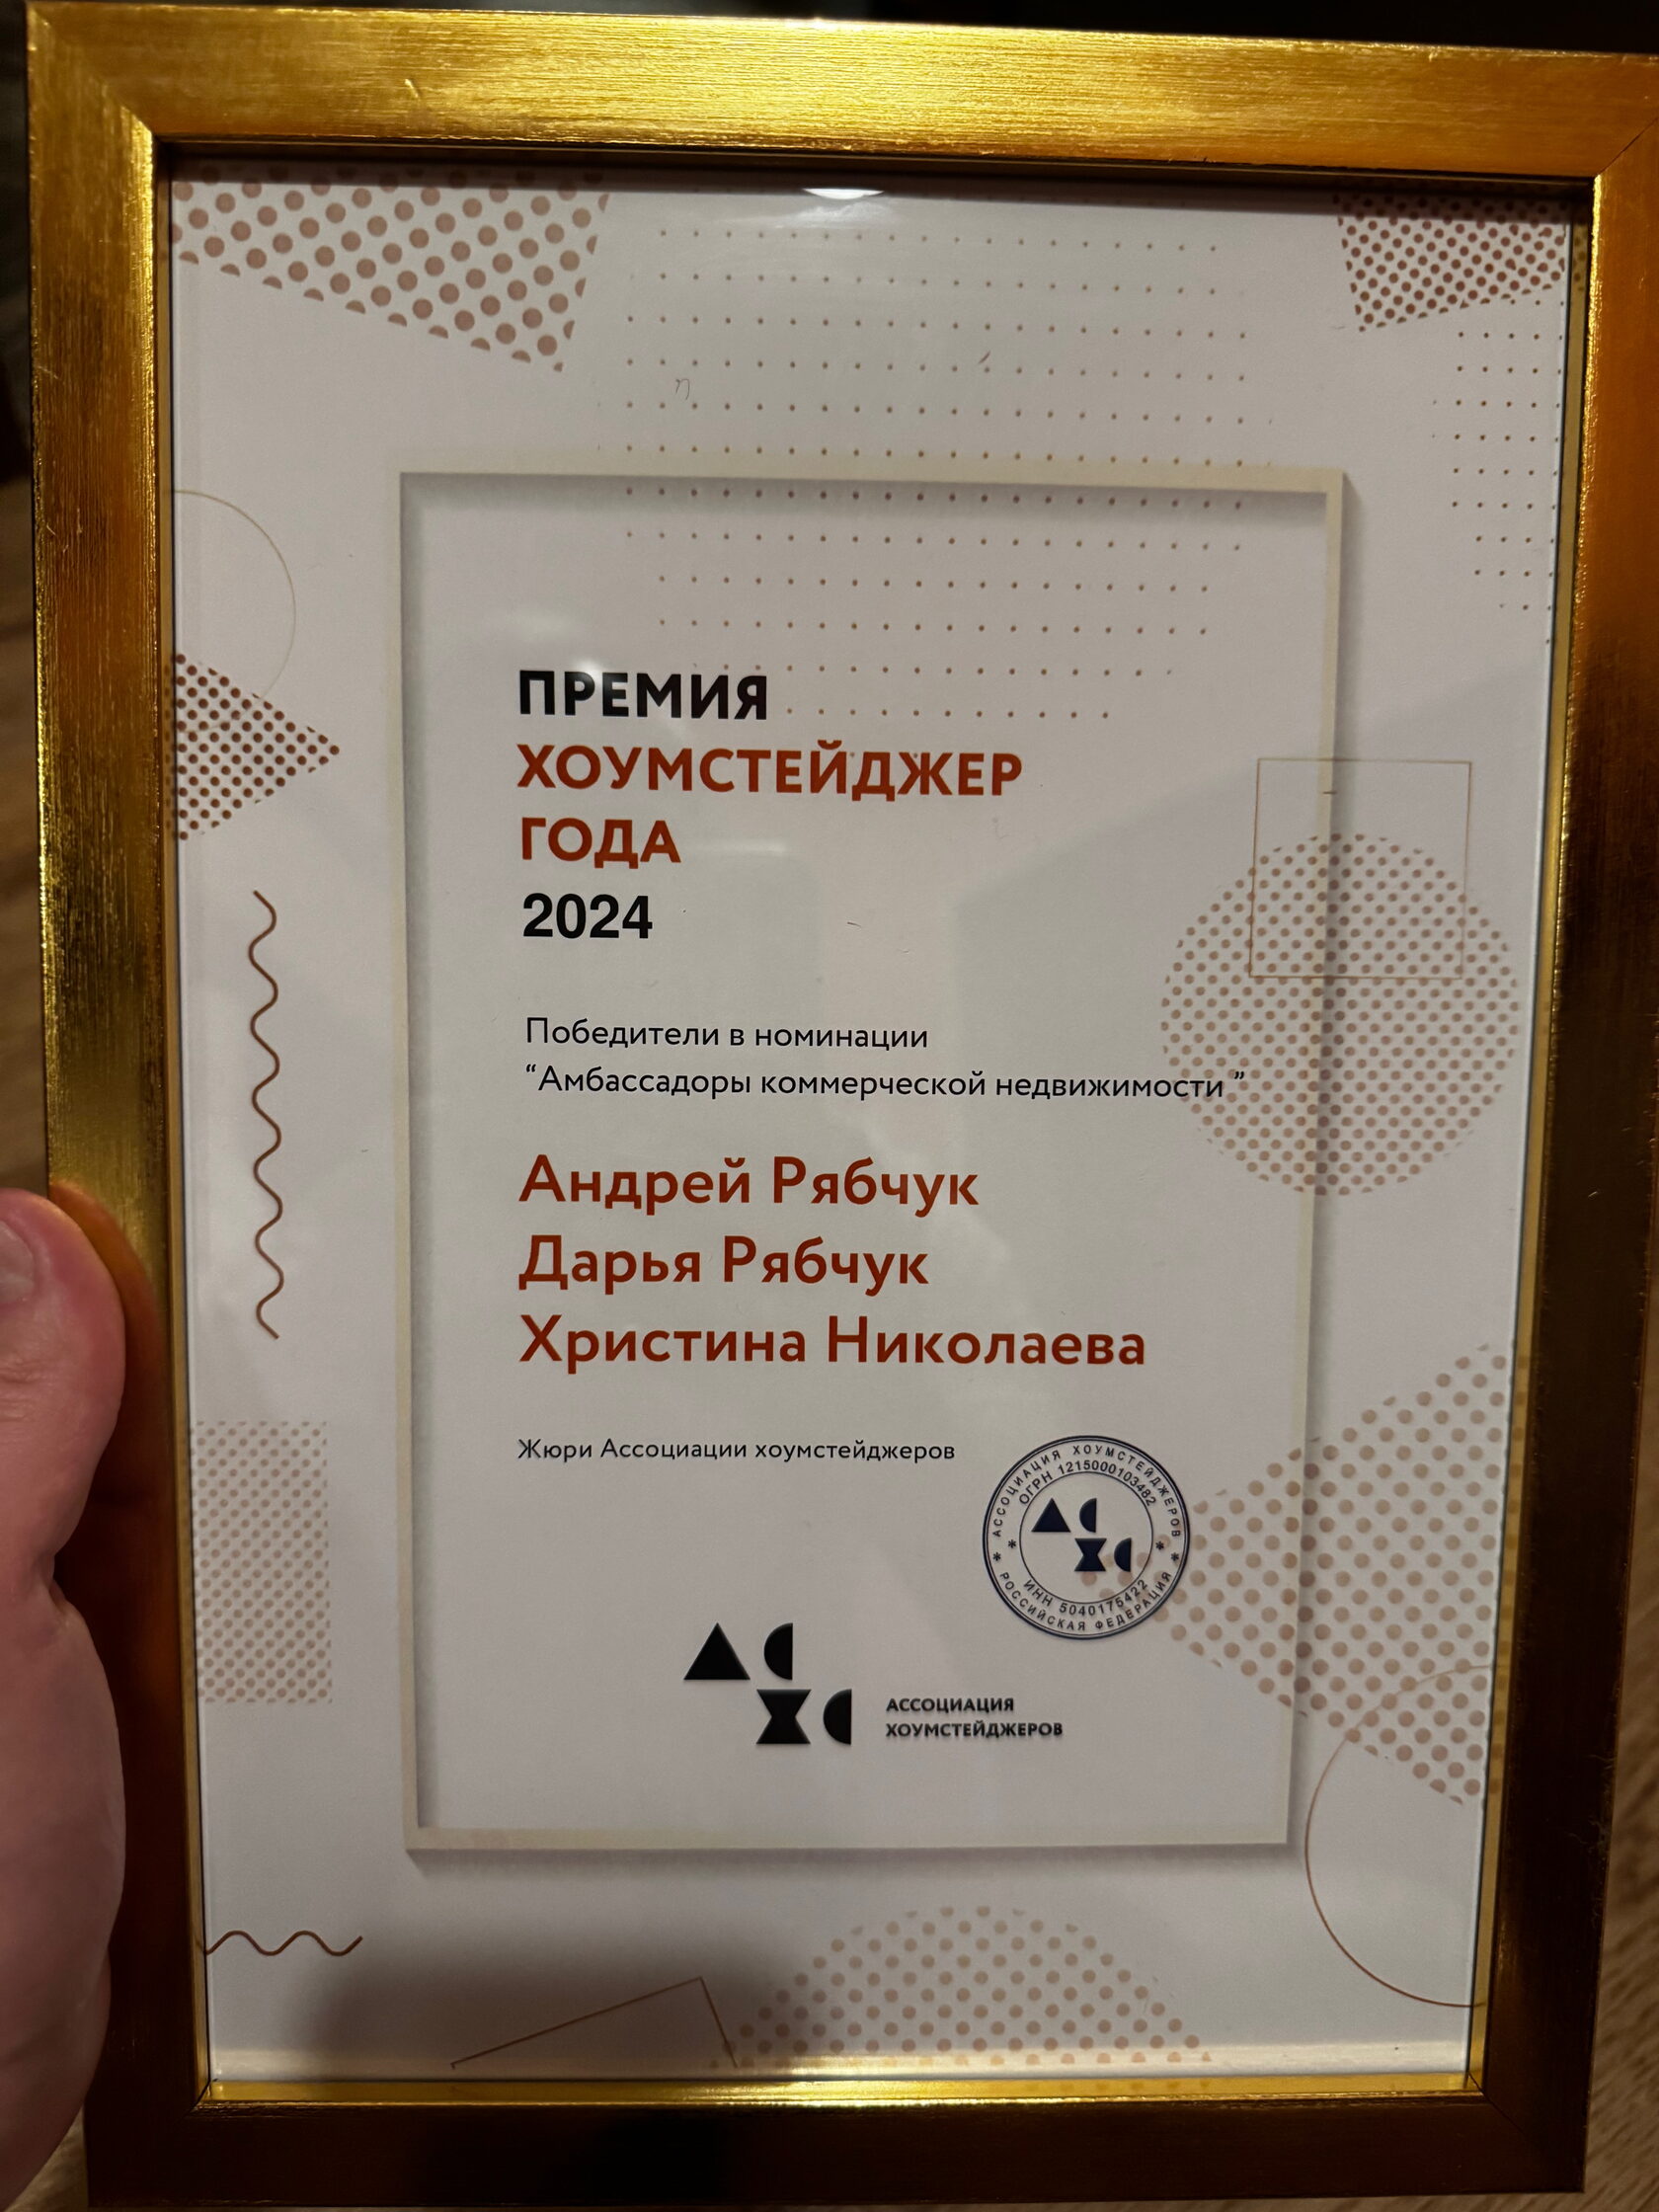 ПРЕМИЯ
ХОУМСТЕЙДЖЕР
ГОДА
2024
Победители в номинации
“Амбассадоры коммерческой недвижимости ”
Андрей Рябчук
Дарья Рябчук
Христина Николаева
Жюри Ассоциации хоумстейджеров
АССОЦИАЦИЯ ХОУМСТЕЙДЖЕРОВ
ОГРН 1215000103482
ИНН 5040175422
РОССИЙСКАЯ ФЕДЕРАЦИЯ
АССОЦИАЦИЯ
ХОУМСТЕЙДЖЕРОВ